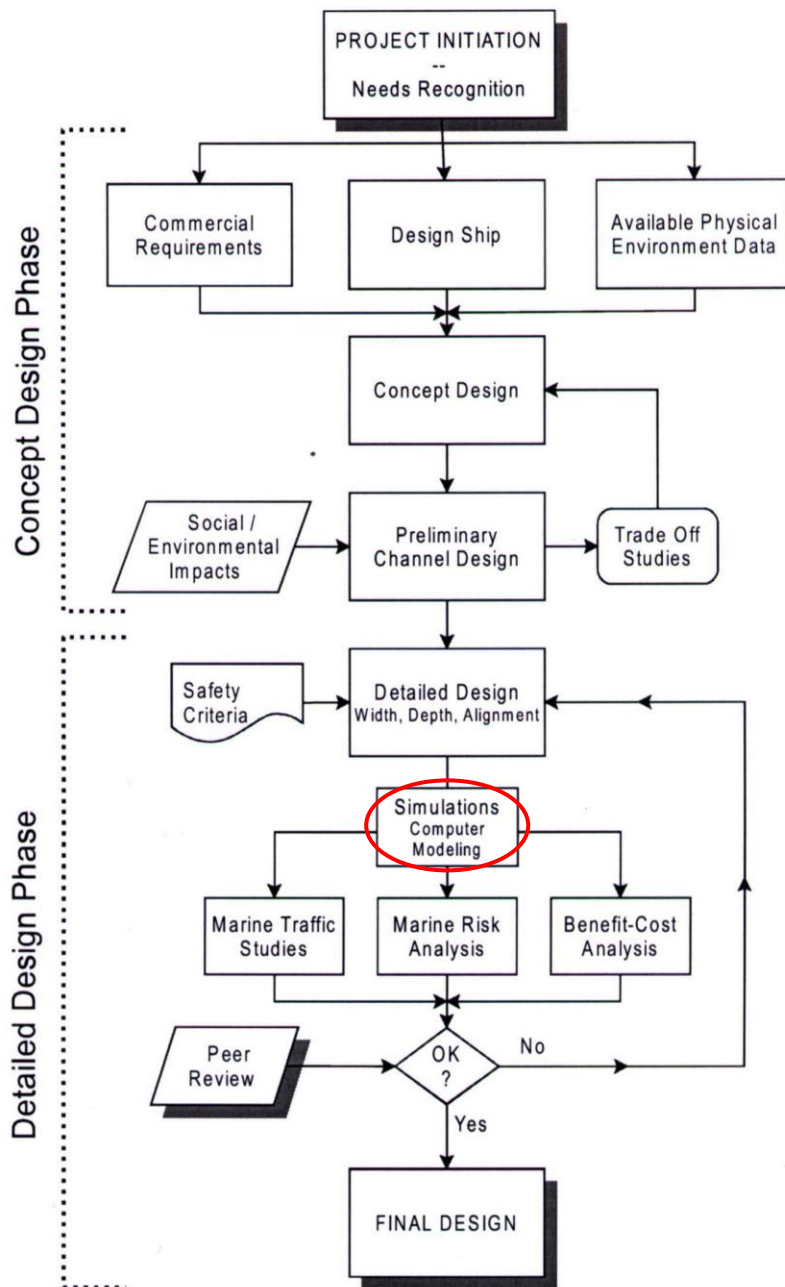 PROJECT INITIATION
--
Needs Recognition
Concept Design Phase
Commercial
Requirements
Design Ship
Available Physical
Environment Data
Concept Design
Social /
Environmental
Impacts
Preliminary
Channel Design
Trade Off
Studies
Detailed Design Phase
Safety
Criteria
Detailed Design
Width, Depth, Alignment
Simulations
Computer
Modeling
Marine Traffic
Studies
Marine Risk
Analysis
Benefit-Cost
Analysis
Peer
Review
OK
?
No
Yes
FINAL DESIGN